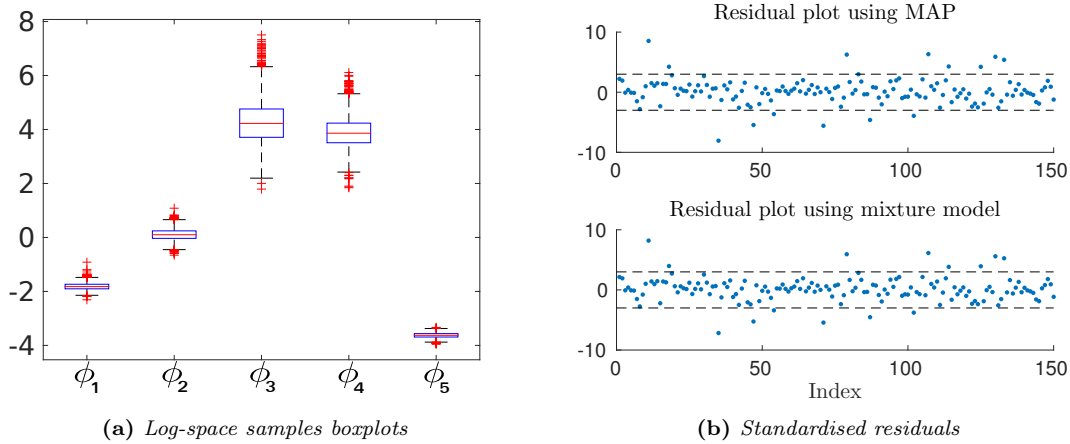 8
6
4
2
0
-2
-4
ϕ1 ϕ2 ϕ3 ϕ4 ϕ5
(a) Log-space samples boxplots
Residual plot using MAP
10
0
-10
0 50 100 150
Residual plot using mixture model
10
0
-10
0 50 100 150
Index
(b) Standardised residuals